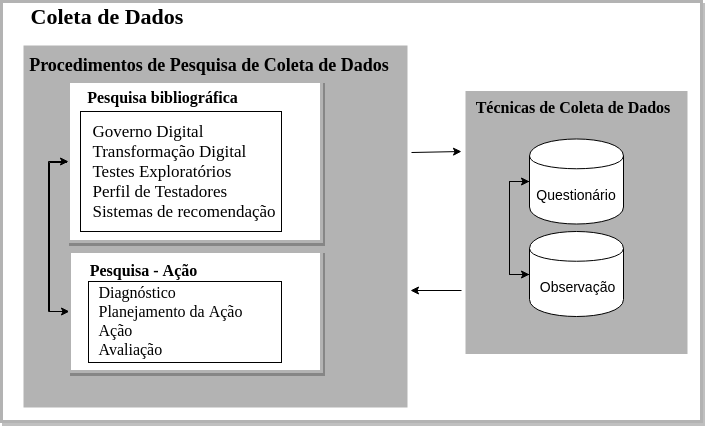 Coleta de Dados
Procedimentos de Pesquisa de Coleta de Dados
Pesquisa bibliográfica
Governo Digital
Transformação Digital
Testes Exploratórios
Perfil de Testadores
Sistemas de recomendação
Pesquisa - Ação
Diagnóstico
Planejamento da Ação
Ação
Avaliação
Técnicas de Coleta de Dados
Questionário
Observação